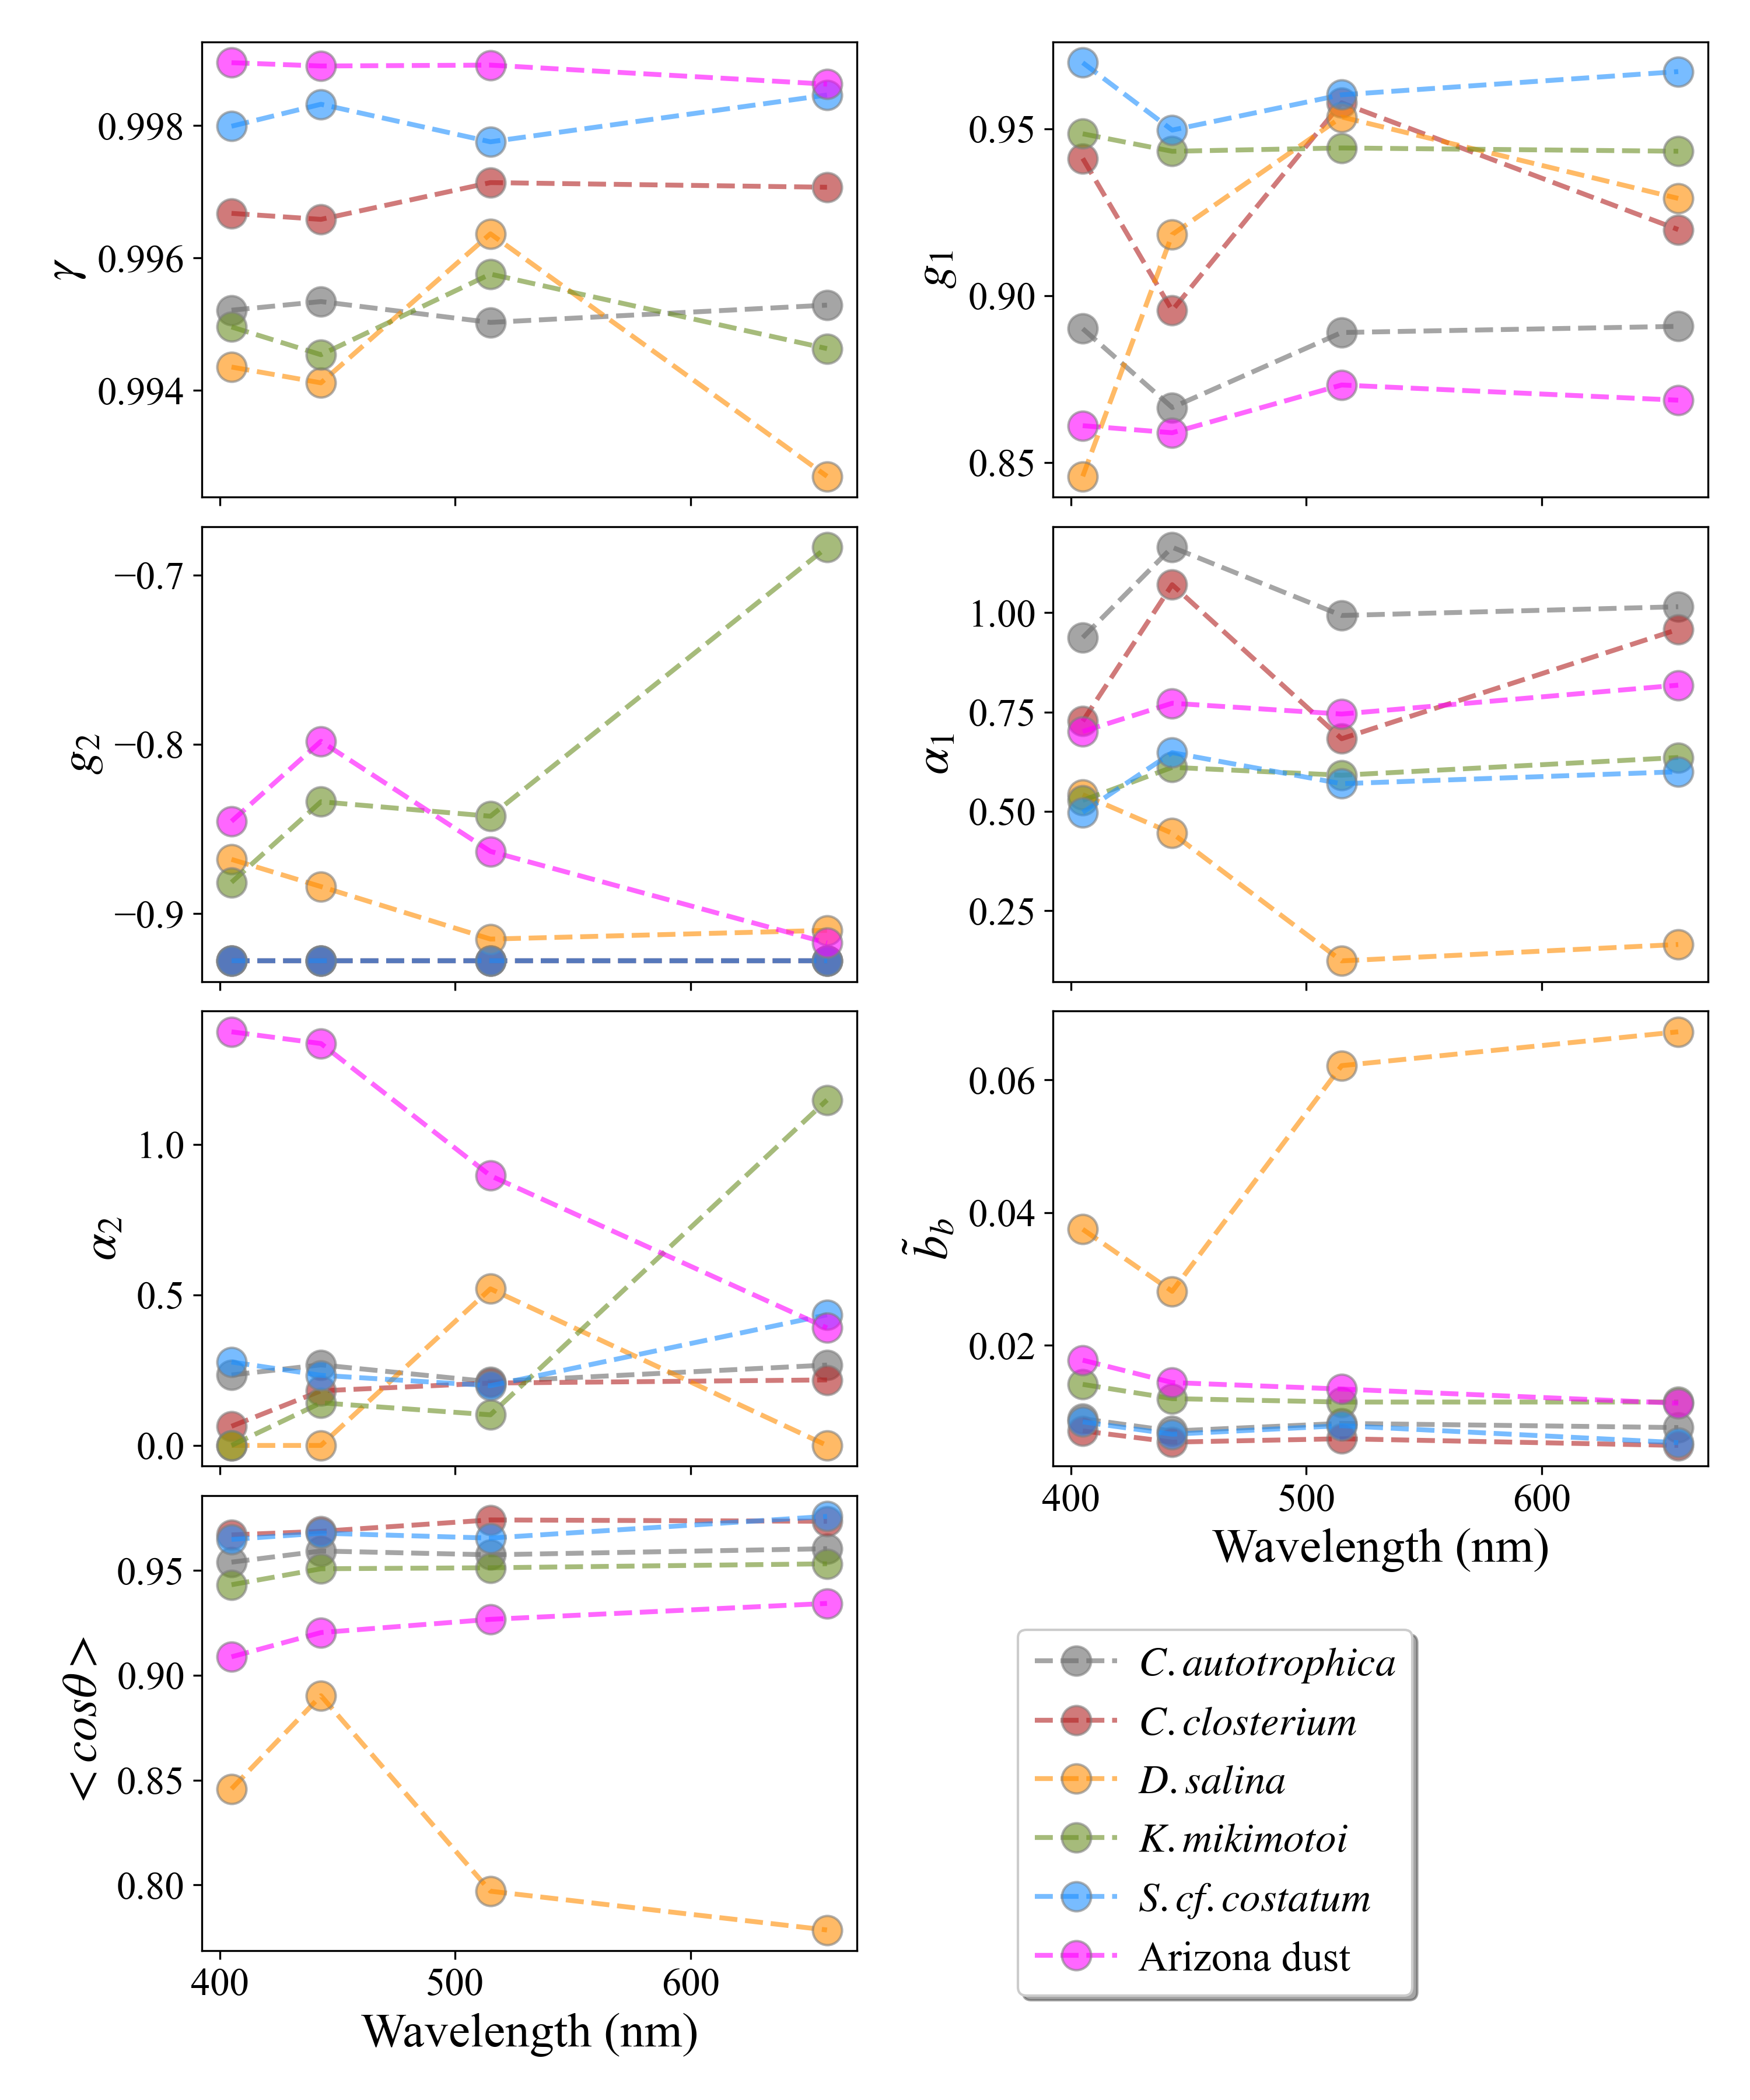 0.998
0.996
0.994
γ
0.95
0.90
0.85
g₁
−0.7
−0.8
−0.9
g₂
1.00
0.75
0.50
0.25
α₁
1.0
0.5
0.0
α₂
0.06
0.04
0.02
b̃_b
400 500 600
Wavelength (nm)
0.95
0.90
0.85
0.80
< cosθ >
400 500 600
Wavelength (nm)
C. autotrophica
C. closterium
D. salina
K. mikimotoi
S. cf. costatum
Arizona dust